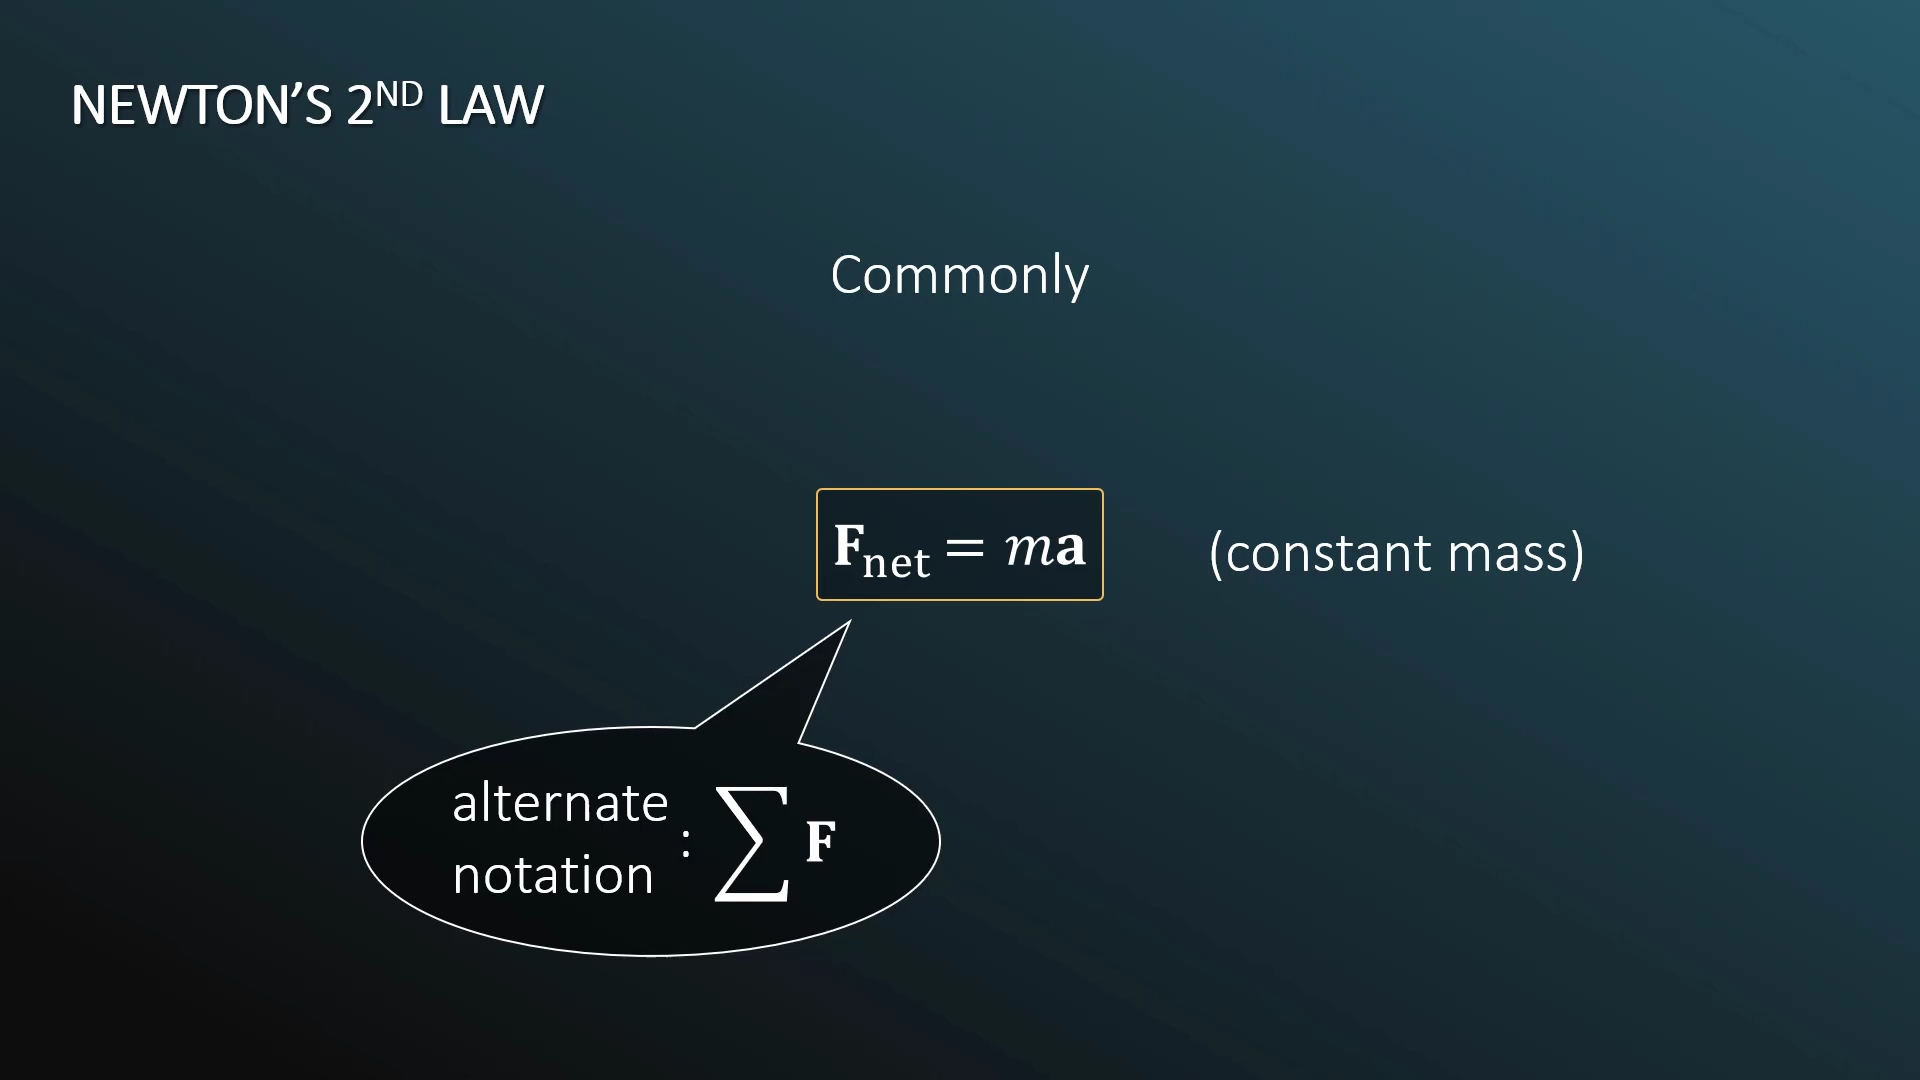 NEWTON’S 2ᴺᴰ LAW
Commonly
𝐅ₙₑₜ = 𝑚𝐚
(constant mass)
alternate
notation : ∑ 𝐅